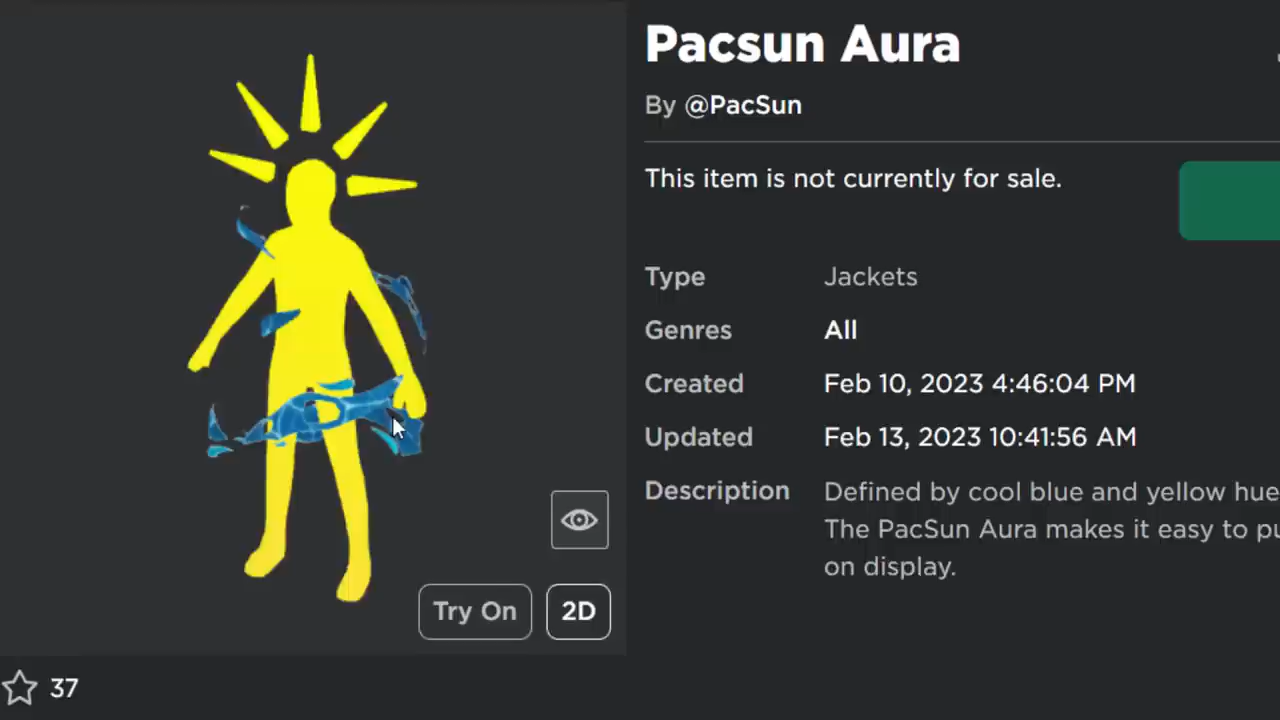 Pacsun Aura
By @PacSun
This item is not currently for sale.
Type Jackets
Genres All
Created Feb 10, 2023 4:46:04 PM
Updated Feb 13, 2023 10:41:56 AM
Description Defined by cool blue and yellow hue
The PacSun Aura makes it easy to pu
on display.
Try On
2D
37